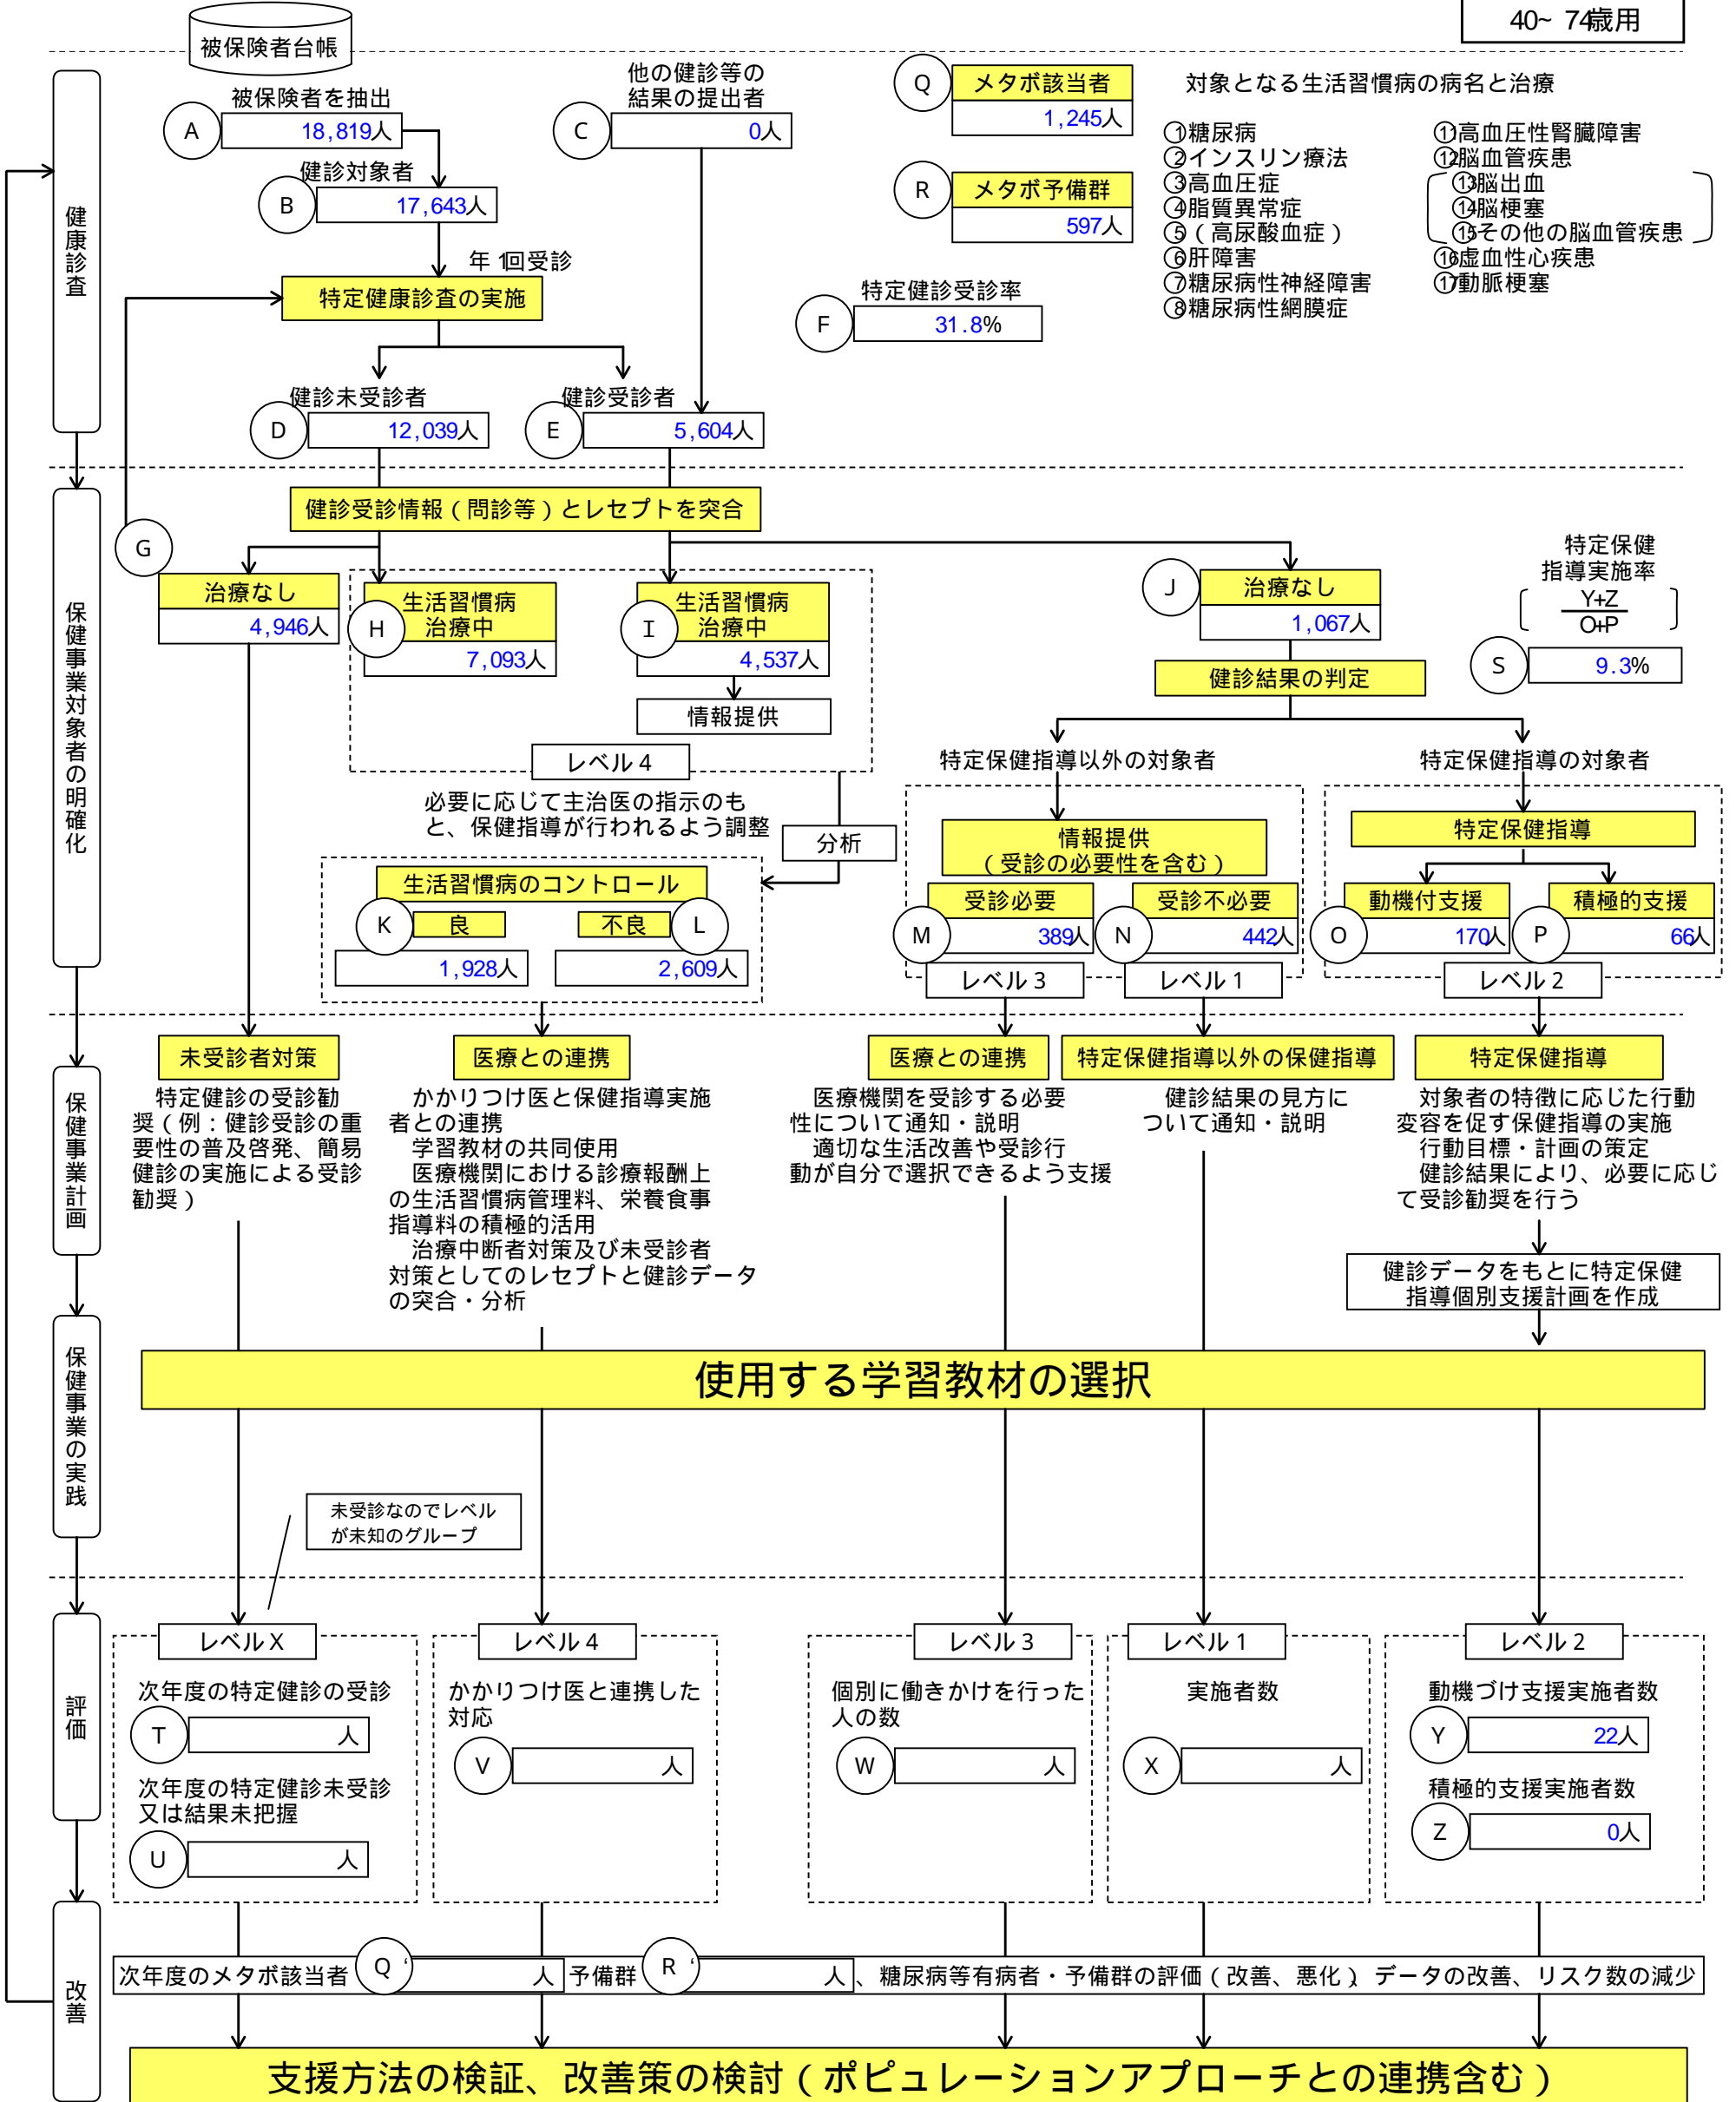 40~ 74歳用
被保険者台帳
健康診査
被保険者を抽出
A
18,819人
他の健診等の
結果の提出者
C
0人
健診対象者
B
17,643人
年1回受診
特定健康診査の実施
健診未受診者
D
12,039人
健診受診者
E
5,604人
Q
メタボ該当者
1,245人
R
メタボ予備群
597人
特定健診受診率
F
31.8%
対象となる生活習慣病の病名と治療
①糖尿病
②インスリン療法
③高血圧症
④脂質異常症
⑤(高尿酸血症)
⑥肝障害
⑦糖尿病性神経障害
⑧糖尿病性網膜症
⑪高血圧性腎臓障害
⑫脳血管疾患
⑬脳出血
⑭脳梗塞
⑮その他の脳血管疾患
⑯虚血性心疾患
⑰動脈梗塞
保健事業対象者の明確化
健診受診情報(問診等)とレセプトを突合
G
治療なし
4,946人
H
生活習慣病
治療中
7,093人
I
生活習慣病
治療中
4,537人
情報提供
レベル4
J
治療なし
1,067人
健診結果の判定
特定保健
指導実施率
Y+Z
O+P
S
9.3%
必要に応じて主治医の指示のも
と、保健指導が行われるよう調整
分析
生活習慣病のコントロール
K
良
1,928人
不良
L
2,609人
特定保健指導以外の対象者
情報提供
(受診の必要性を含む)
受診必要
M
389人
受診不必要
N
442人
レベル3
レベル1
特定保健指導の対象者
特定保健指導
動機付支援
O
170人
積極的支援
P
66人
レベル2
保健事業計画
未受診者対策
特定健診の受診勧
奨(例:健診受診の重
要性の普及啓発、簡易
健診の実施による受診
勧奨)
医療との連携
かかりつけ医と保健指導実施
者との連携
学習教材の共同使用
医療機関における診療報酬上
の生活習慣病管理料、栄養食事
指導料の積極的活用
治療中断者対策及び未受診者
対策としてのレセプトと健診データ
の突合・分析
医療との連携
医療機関を受診する必要
性について通知・説明
適切な生活改善や受診行
動が自分で選択できるよう支援
特定保健指導以外の保健指導
健診結果の見方に
ついて通知・説明
特定保健指導
対象者の特徴に応じた行動
変容を促す保健指導の実施
行動目標・計画の策定
健診結果により、必要に応じ
て受診勧奨を行う
健診データをもとに特定保健
指導個別支援計画を作成
保健事業の実践
使用する学習教材の選択
未受診なのでレベル
が未知のグループ
評価
レベルX
次年度の特定健診の受診
T
人
次年度の特定健診未受診
又は結果未把握
U
人
レベル4
かかりつけ医と連携した
対応
V
人
レベル3
個別に働きかけを行った
人の数
W
人
レベル1
実施者数
X
人
レベル2
動機づけ支援実施者数
Y
22人
積極的支援実施者数
Z
0人
改善
次年度のメタボ該当者 Q‘ 人 予備群 R‘ 人、糖尿病等有病者・予備群の評価(改善、悪化)、データの改善、リスク数の減少
支援方法の検証、改善策の検討(ポピュレーションアプローチとの連携含む)